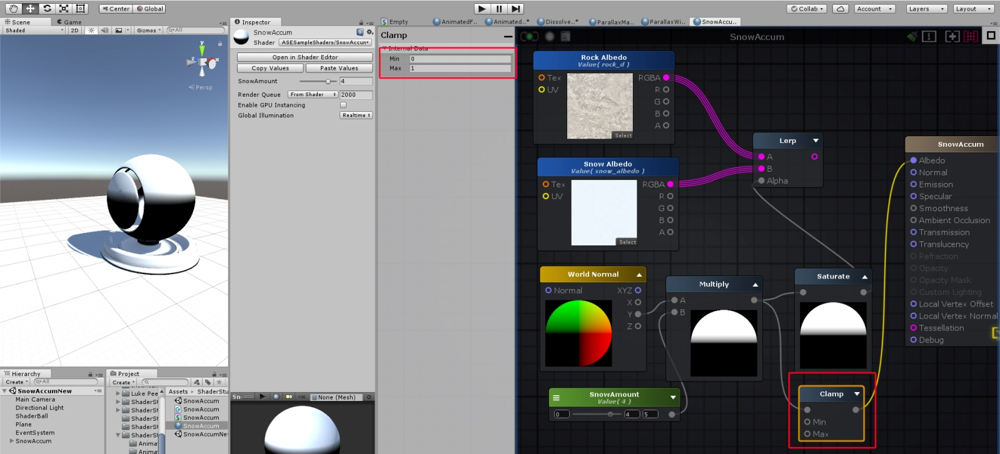 Center Global
Collab Account Layers Layout
Scene Game
Shaded 2D Gizmos All
y
z
Persp
Inspector
SnowAccum
Shader ASESampleShaders/SnowAccum
Open in Shader Editor
Copy Values Paste Values
SnowAmount 4
Render Queue From Shader 2000
Enable GPU Instancing
Global Illumination Realtime
Empty AnimatedF.. Animated..* Dissolve..* ParallaxMa.. ParallaxWi.. SnowAccu..
Clamp
Internal Data
Min 0
Max 1
SnowAccum
Rock Albedo
Value( rock_d )
Tex RGBA
UV R
G
B
A
Select
Snow Albedo
Value( snow_albedo )
Tex RGBA
UV R
G
B
A
Select
Lerp
A
B
Alpha
World Normal
Normal XYZ
X
Y
Z
Multiply
A
B
Saturate
SnowAmount
Value( 4 )
0 4 5
Clamp
Min
Max
SnowAccum
Albedo
Normal
Emission
Specular
Smoothness
Ambient Occlusion
Transmission
Translucency
Refraction
Opacity
Opacity Mask
Custom Lighting
Local Vertex Offset
Local Vertex Normal
Tessellation
Debug
Hierarchy
Create All
SnowAccumNew
Main Camera
Directional Light
ShaderBall
Plane
EventSystem
SnowAccum
Project
Create
Luke Pee
ShaderSt
ShaderSt
ShaderSt
ShaderSt
ShaderSt
Anima
Anima
Assets ShaderStu
SnowAccum
SnowAccum
SnowAccum
SnowAccum
SnowAccumNe
Sn None (Mesh)